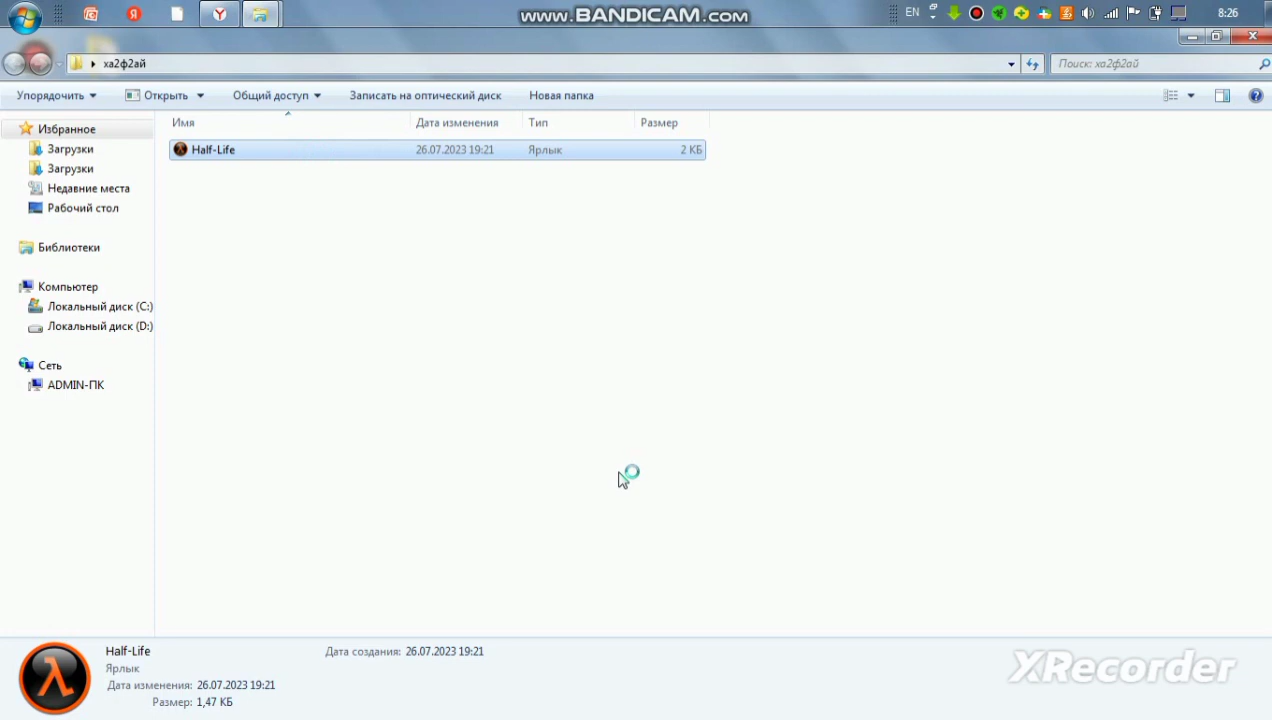 www.BANDICAM.com
EN
8:26
ха2ф2ай
Поиск: ха2ф2ай
Упорядочить
Открыть
Общий доступ
Записать на оптический диск
Новая папка
Имя
Дата изменения
Тип
Размер
Half-Life
26.07.2023 19:21
Ярлык
2 КБ
Избранное
Загрузки
Загрузки
Недавние места
Рабочий стол
Библиотеки
Компьютер
Локальный диск (C:)
Локальный диск (D:)
Сеть
ADMIN-ПК
Half-Life
Дата создания: 26.07.2023 19:21
Ярлык
Дата изменения: 26.07.2023 19:21
Размер: 1,47 КБ
XRecorder